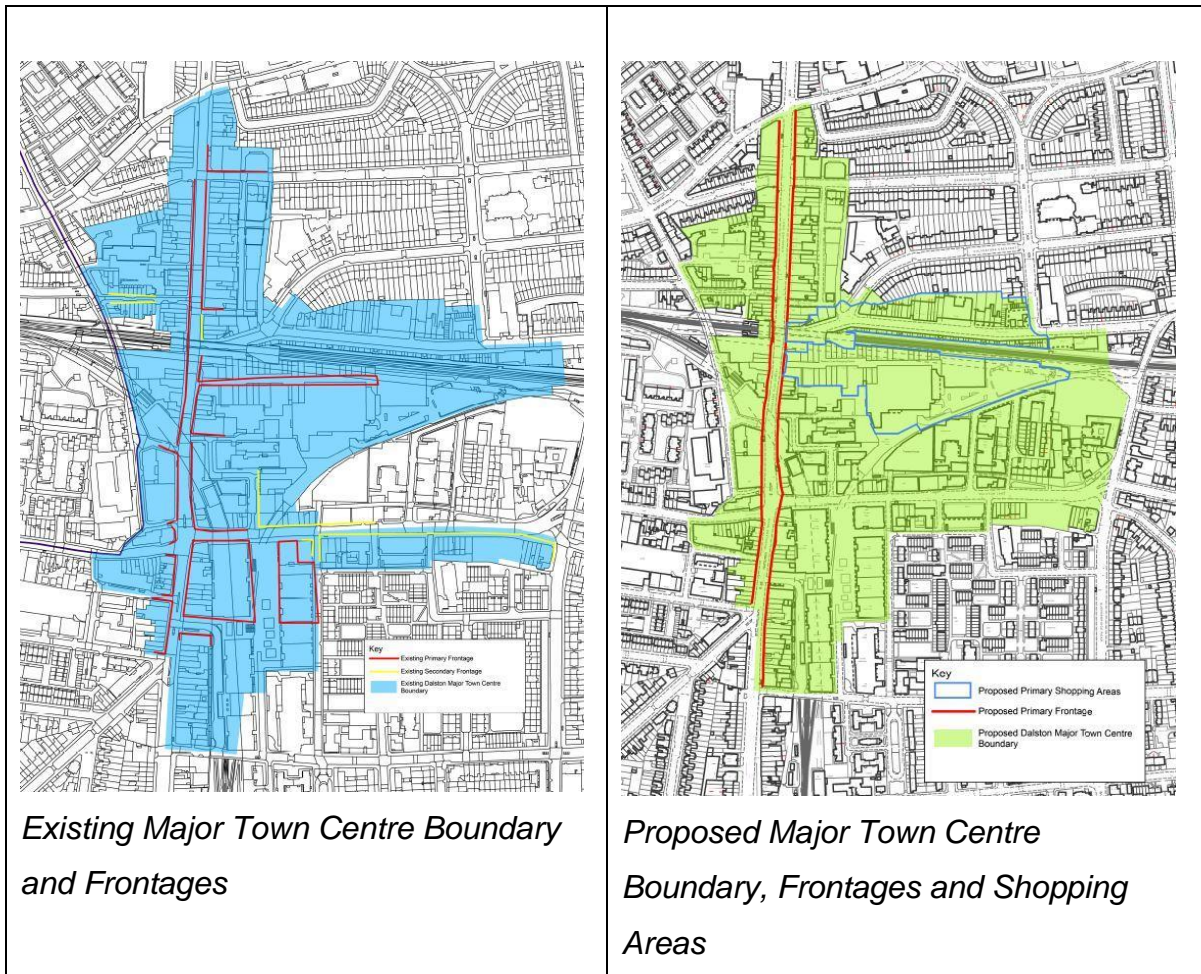 Key
Existing Primary Frontage
Existing Secondary Frontage
Existing Dalston Major Town Centre
Boundary
Existing Major Town Centre Boundary
and Frontages
Key
Proposed Primary Shopping Areas
Proposed Primary Frontage
Proposed Dalston Major Town Centre
Boundary
Proposed Major Town Centre
Boundary, Frontages and Shopping
Areas